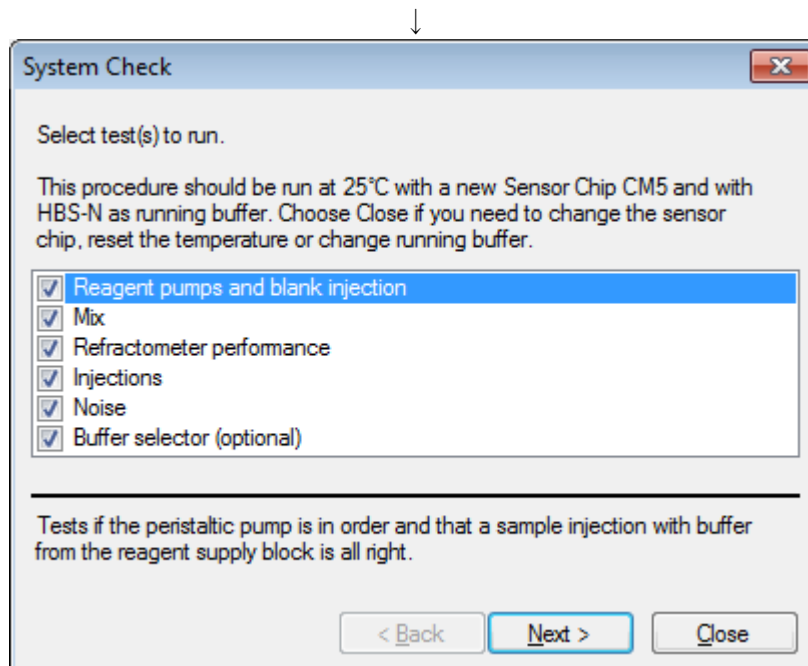 ↓
System Check
Select test(s) to run.
This procedure should be run at 25°C with a new Sensor Chip CM5 and with
HBS-N as running buffer. Choose Close if you need to change the sensor
chip, reset the temperature or change running buffer.
Reagent pumps and blank injection
Mix
Refractometer performance
Injections
Noise
Buffer selector (optional)
Tests if the peristaltic pump is in order and that a sample injection with buffer
from the reagent supply block is all right.
< Back Next > Close